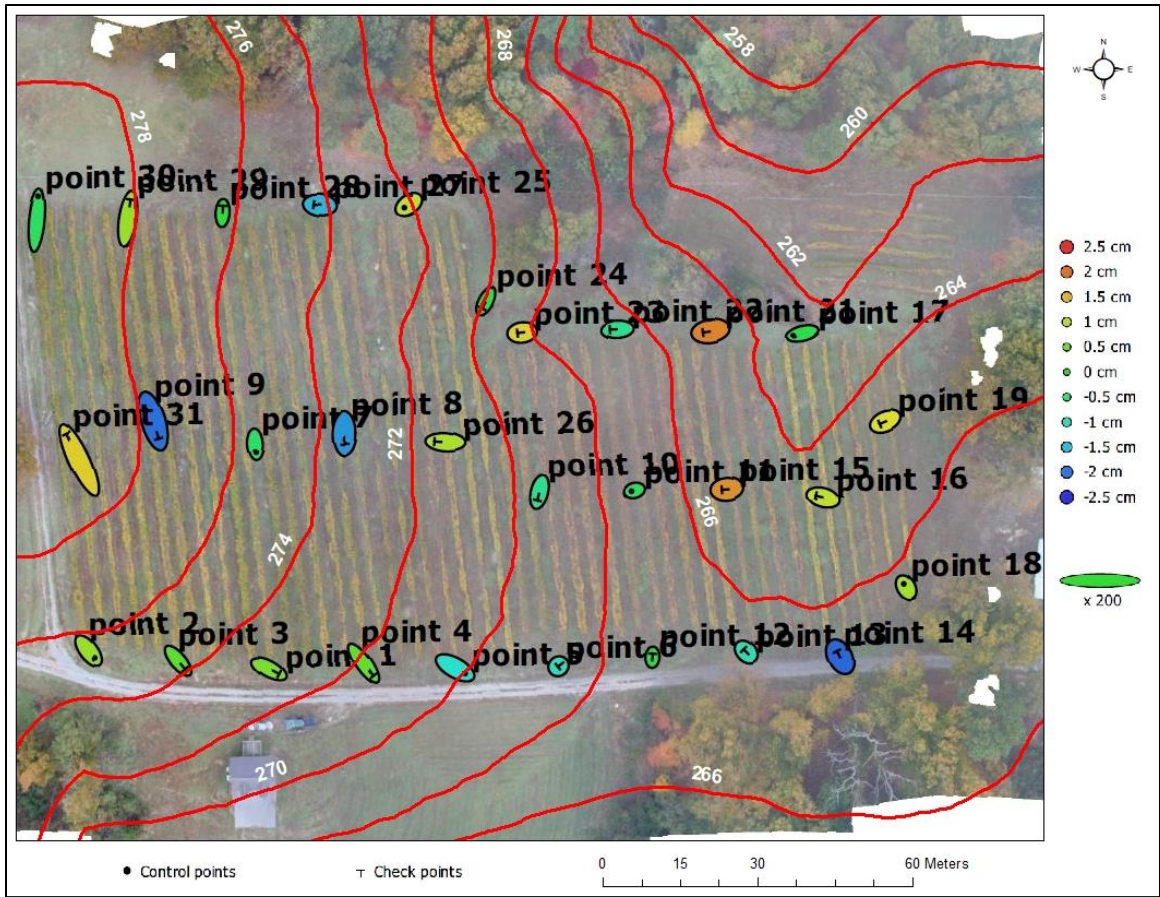 N
W E
S
276
268
258
278
260
point 30
point 29
point 28
point 27
point 25
262
264
point 24
point 23
point 22
point 21
point 17
point 9
point 31
point 7
point 8
272
point 26
point 19
point 10
point 11
point 15
point 16
266
274
point 18
point 2
point 3
point 1
point 4
point 5
point 6
point 12
point 13
point 14
270
266
2.5 cm
2 cm
1.5 cm
1 cm
0.5 cm
0 cm
-0.5 cm
-1 cm
-1.5 cm
-2 cm
-2.5 cm
x 200
Control points
Check points
0 15 30 60 Meters